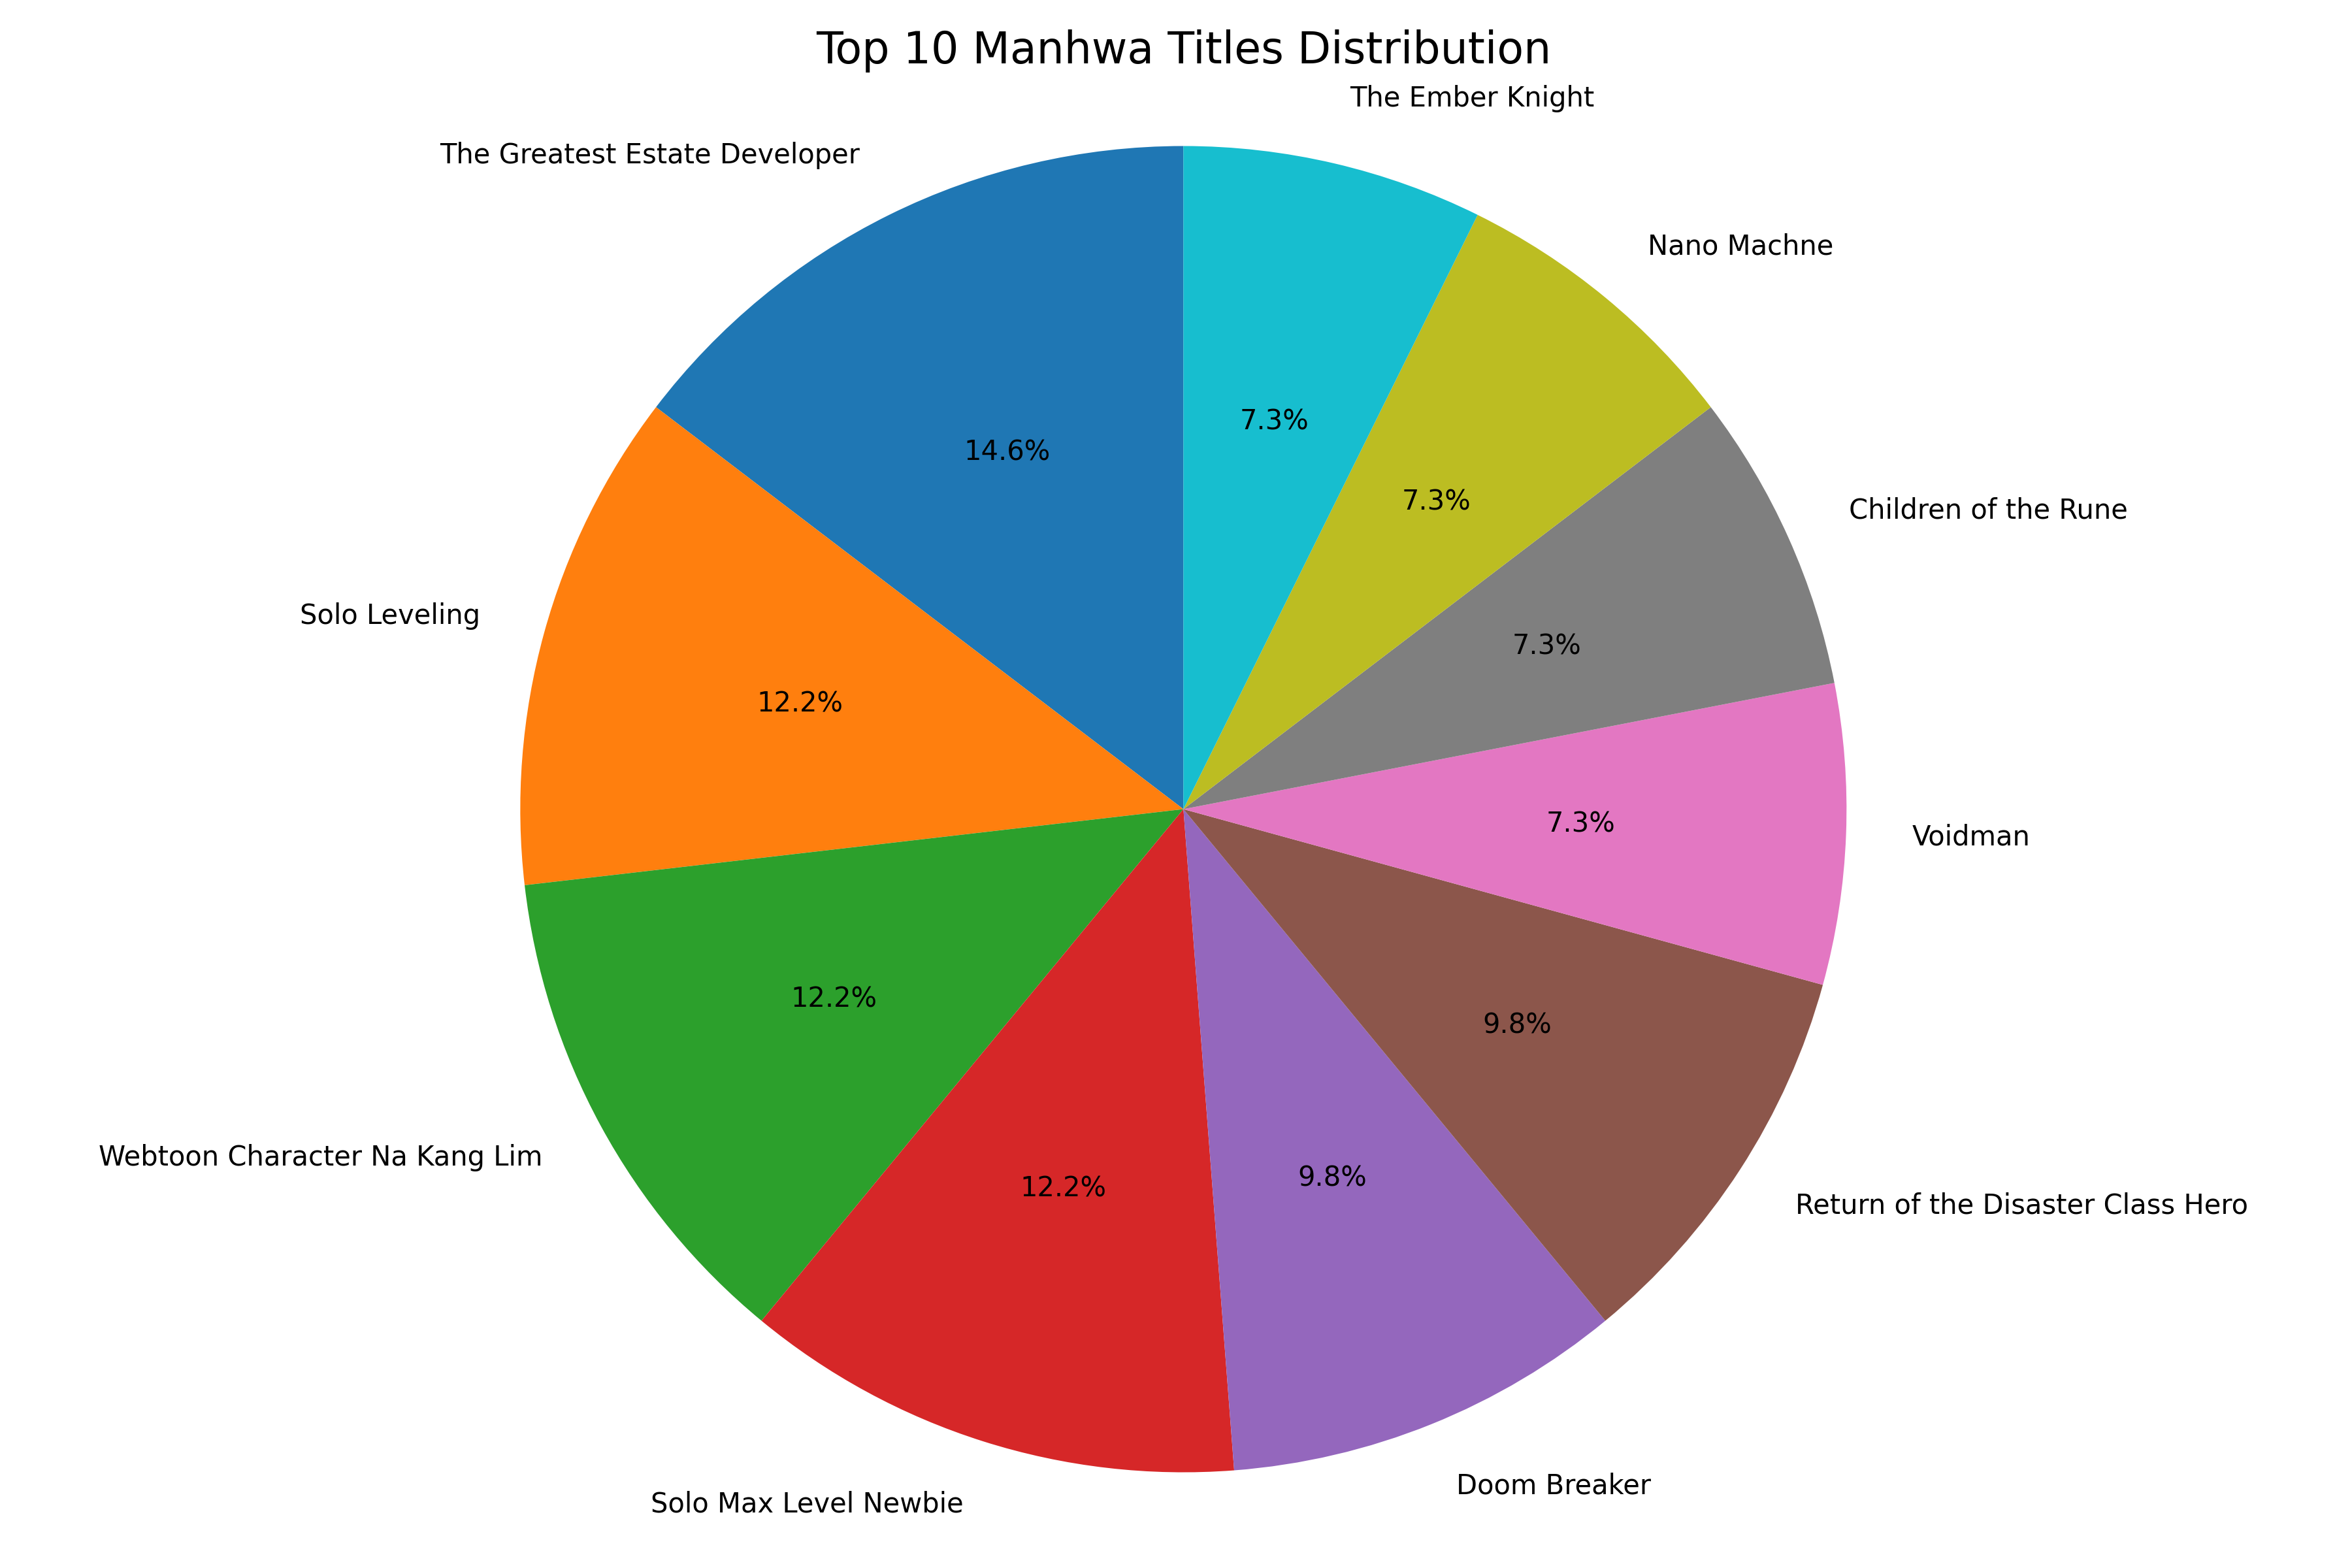 Top 10 Manhwa Titles Distribution
The Ember Knight
The Greatest Estate Developer
Nano Machne
Children of the Rune
Solo Leveling
Voidman
Webtoon Character Na Kang Lim
Return of the Disaster Class Hero
Doom Breaker
Solo Max Level Newbie
7.3%
14.6%
7.3%
7.3%
12.2%
7.3%
12.2%
9.8%
9.8%
12.2%